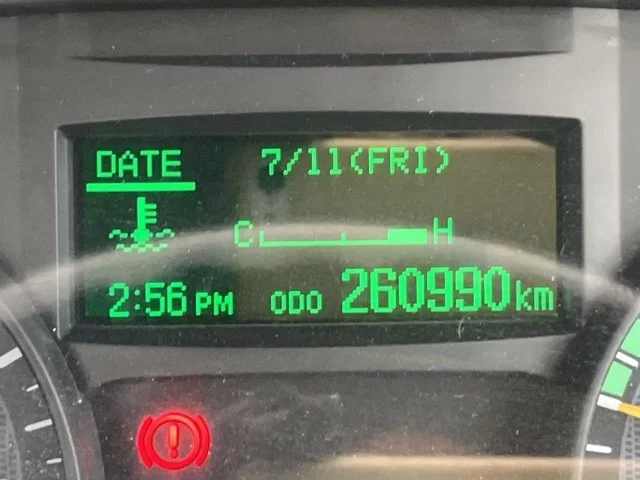 DATE 7/11(FRI)
C H
2:56 PM ODO 260990 km
!